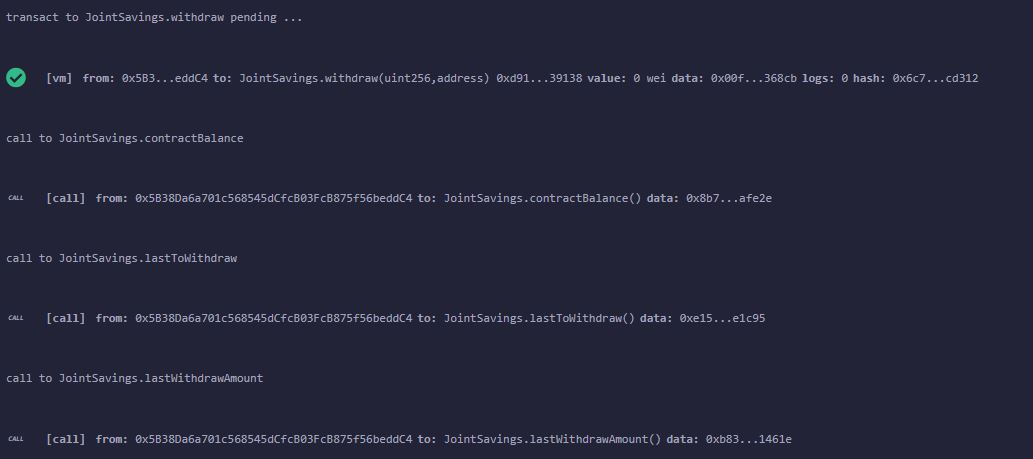 transact to JointSavings.withdraw pending ...
[vm] from: 0x5B3...eddC4 to: JointSavings.withdraw(uint256,address) 0xd91...39138 value: 0 wei data: 0x00f...368cb logs: 0 hash: 0x6c7...cd312
call to JointSavings.contractBalance
CALL [call] from: 0x5B38Da6a701c568545dCfcB03FcB875f56beddC4 to: JointSavings.contractBalance() data: 0x8b7...afe2e
call to JointSavings.lastToWithdraw
CALL [call] from: 0x5B38Da6a701c568545dCfcB03FcB875f56beddC4 to: JointSavings.lastToWithdraw() data: 0xe15...e1c95
call to JointSavings.lastWithdrawAmount
CALL [call] from: 0x5B38Da6a701c568545dCfcB03FcB875f56beddC4 to: JointSavings.lastWithdrawAmount() data: 0xb83...1461e